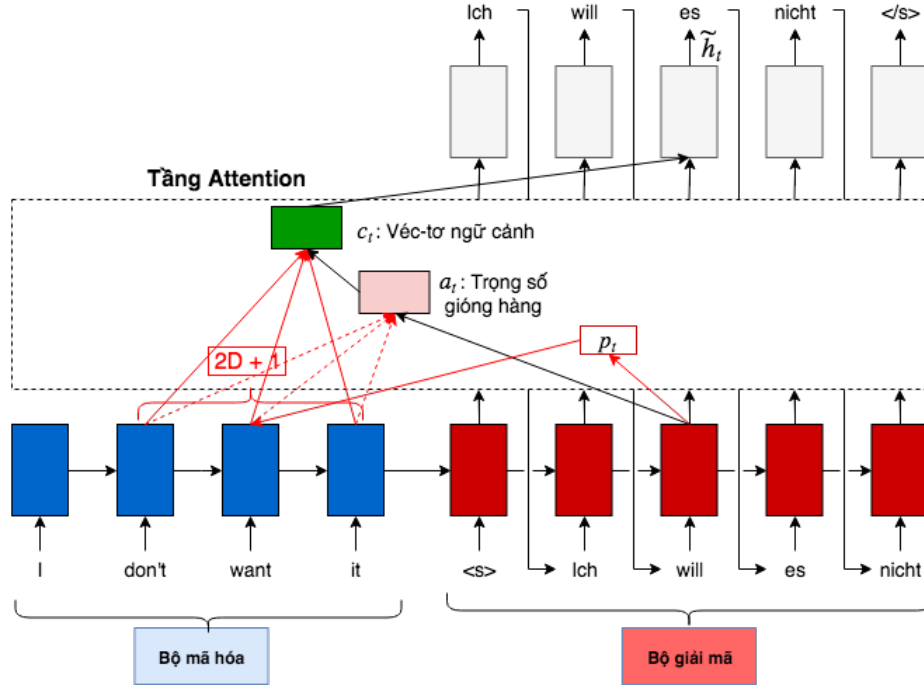 Ich will es nicht </s>
h̃ₜ
Tầng Attention
cₜ: Véc-tơ ngữ cảnh
aₜ: Trọng số
gióng hàng
pₜ
2D + 1
I don't want it <s> Ich will es nicht
Bộ mã hóa Bộ giải mã